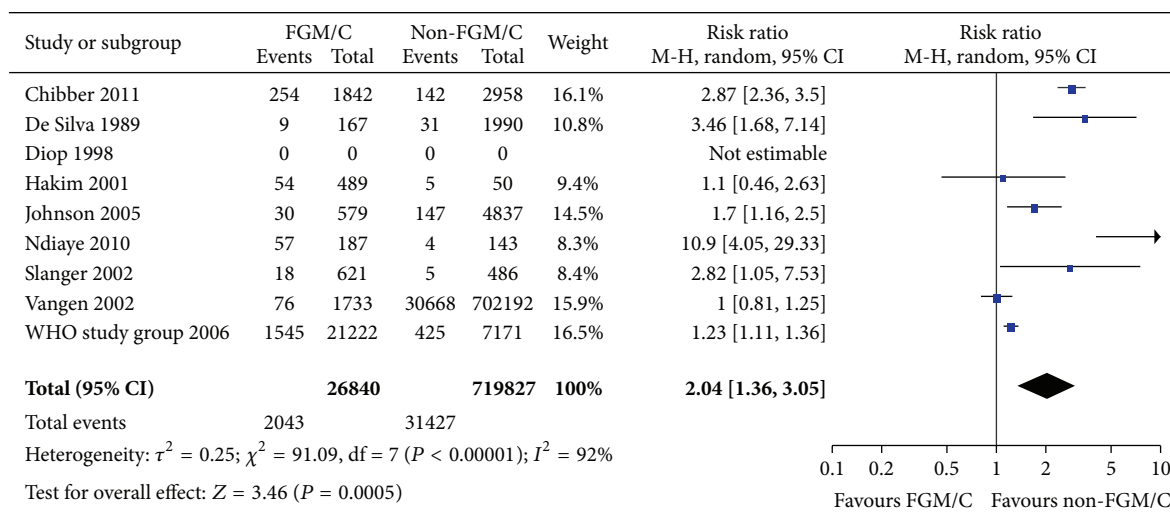 Study or subgroup FGM/C Non-FGM/C Weight Risk ratio Risk ratio
Events Total Events Total M-H, random, 95% CI M-H, random, 95% CI
Chibber 2011 254 1842 142 2958 16.1% 2.87 [2.36, 3.5]
De Silva 1989 9 167 31 1990 10.8% 3.46 [1.68, 7.14]
Diop 1998 0 0 0 0 Not estimable
Hakim 2001 54 489 5 50 9.4% 1.1 [0.46, 2.63]
Johnson 2005 30 579 147 4837 14.5% 1.7 [1.16, 2.5]
Ndiaye 2010 57 187 4 143 8.3% 10.9 [4.05, 29.33]
Slanger 2002 18 621 5 486 8.4% 2.82 [1.05, 7.53]
Vangen 2002 76 1733 30668 702192 15.9% 1 [0.81, 1.25]
WHO study group 2006 1545 21222 425 7171 16.5% 1.23 [1.11, 1.36]
Total (95% CI) 26840 719827 100% 2.04 [1.36, 3.05]
Total events 2043 31427
Heterogeneity: τ² = 0.25; χ² = 91.09, df = 7 (P < 0.00001); I² = 92%
Test for overall effect: Z = 3.46 (P = 0.0005)
0.1 0.2 0.5 1 2 5 10
Favours FGM/C Favours non-FGM/C